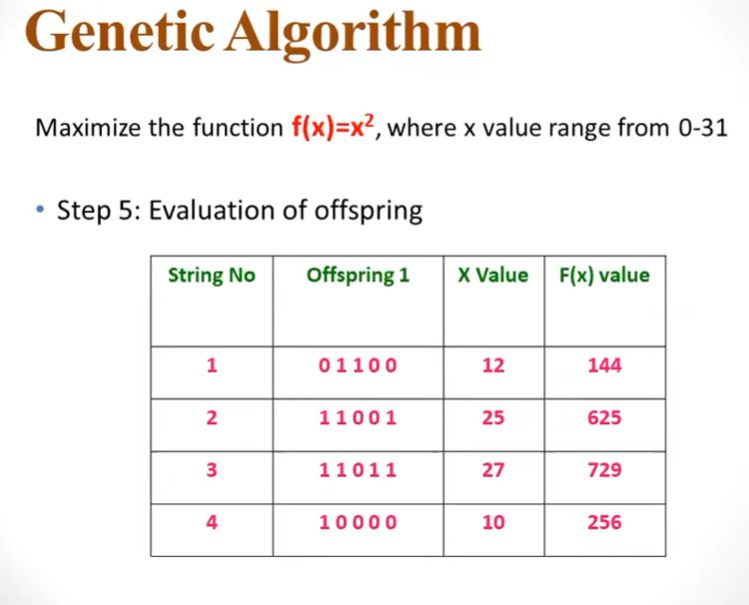 Genetic Algorithm
Maximize the function f(x)=x², where x value range from 0-31
• Step 5: Evaluation of offspring
String No Offspring 1 X Value F(x) value
1 0 1 1 0 0 12 144
2 1 1 0 0 1 25 625
3 1 1 0 1 1 27 729
4 1 0 0 0 0 10 256